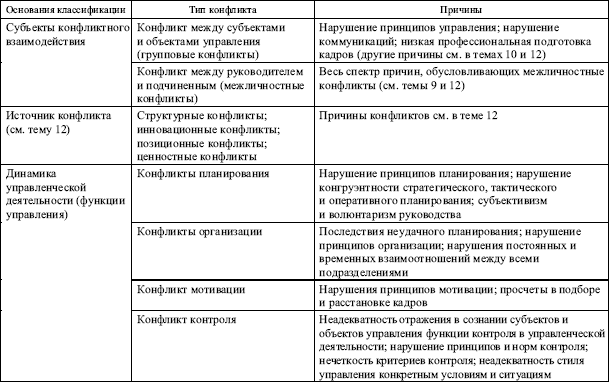 Основания классификации
Тип конфликта
Причины
Субъекты конфликтного
взаимодействия
Конфликт между субъектами
и объектами управления
(групповые конфликты)
Нарушение принципов управления; нарушение
коммуникаций; низкая профессиональная подготовка
кадров (другие причины см. в темах 10 и 12)
Конфликт между руководителем
и подчиненным (межличностные
конфликты)
Весь спектр причин, обусловливающих межличностные
конфликты (см. темы 9 и 12)
Источник конфликта
(см. тему 12)
Структурные конфликты;
инновационные конфликты;
позиционные конфликты;
ценностные конфликты
Причины конфликтов см. в теме 12
Динамика
управленческой
деятельности (функции
управления)
Конфликты планирования
Нарушение принципов планирования; нарушение
конгруэнтности стратегического, тактического
и оперативного планирования; субъективизм
и волюнтаризм руководства
Конфликты организации
Последствия неудачного планирования; нарушение
принципов организации; нарушения постоянных и
временных взаимоотношений между всеми
подразделениями
Конфликт мотивации
Нарушения принципов мотивации; просчеты в подборе
и расстановке кадров
Конфликт контроля
Неадекватность отражения в сознании субъектов и
объектов управления функции контроля в управленческой
деятельности; нарушение принципов и норм контроля;
нечеткость критериев контроля; неадекватность стиля
управления конкретным условиям и ситуациям